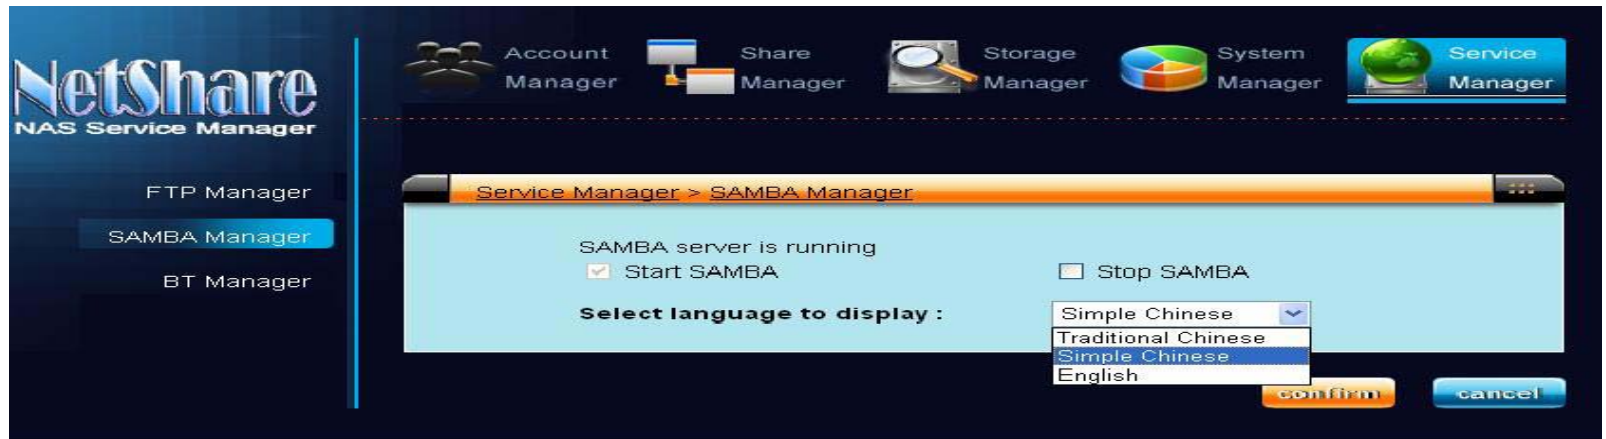 NetShare
NAS Service Manager
Account Manager
Share Manager
Storage Manager
System Manager
Service Manager
FTP Manager
SAMBA Manager
BT Manager
Service Manager > SAMBA Manager
SAMBA server is running
Start SAMBA
Stop SAMBA
Select language to display :
Simple Chinese
Traditional Chinese
Simple Chinese
English
confirm
cancel